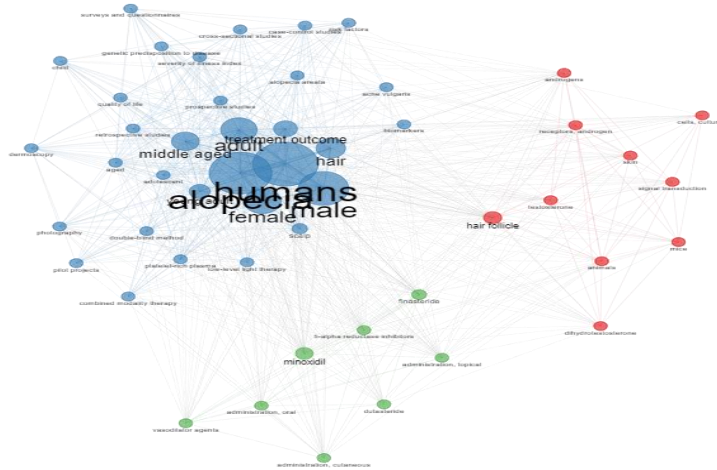 surveys and questionnaires
cross-sectional studies
case-control studies
risk factors
genetic predisposition to disease
severity of illness index
child
alopecia areata
androgens
acne vulgaris
quality of life
prospective studies
cells, cultured
biomarkers
receptors, androgen
retrospective studies
treatment outcome
adult
dermoscopy
middle aged
hair
skin
aged
adolescent
signal transduction
humans
alopecia
young adult
male
female
testosterone
hair follicle
photography
double-blind method
scalp
mice
pilot projects
platelet-rich plasma
low-level light therapy
animals
combined modality therapy
finasteride
dihydrotestosterone
5-alpha reductase inhibitors
minoxidil
administration, topical
administration, oral
dutasteride
vasodilator agents
administration, cutaneous